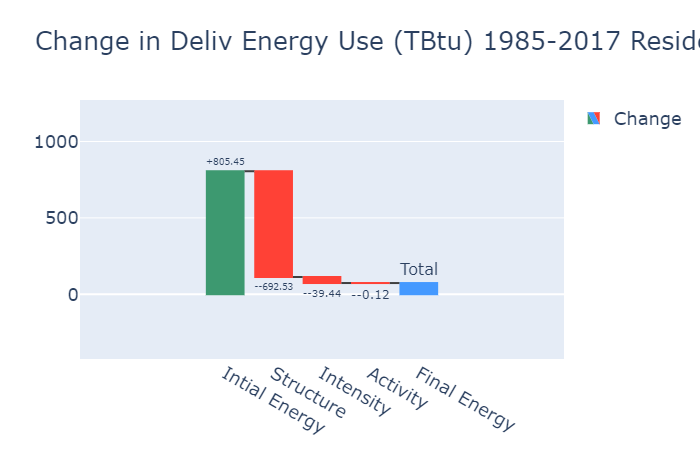 Change in Deliv Energy Use (TBtu) 1985-2017 Reside
Change
1000
500
0
+805.45
--692.53
--39.44
--0.12
Total
Intial Energy
Structure
Intensity
Activity
Final Energy